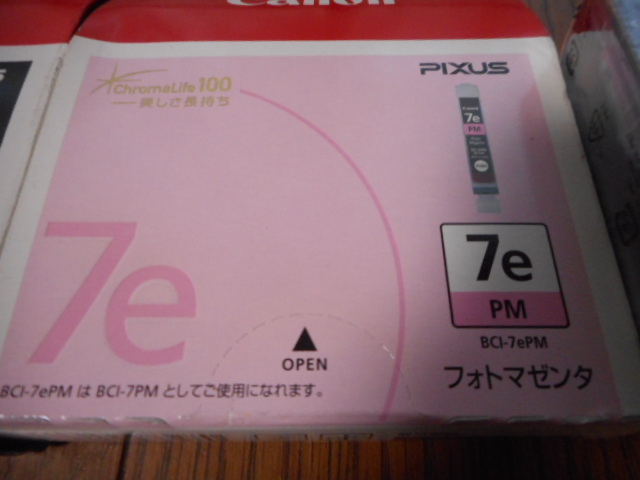 Canon
ChromaLife 100
美しさ長持ち
PIXUS
7e
PM
7e
7e
PM
BCI-7ePM
フォトマゼンタ
OPEN
BCI-7ePM は BCI-7PM としてご使用になれます。